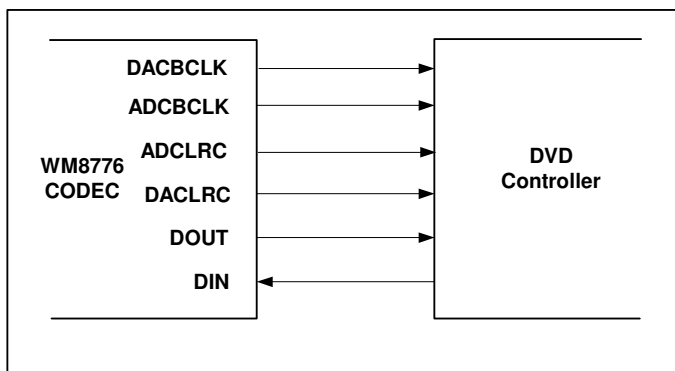 DACBCLK
ADCBCLK
ADCLRC
WM8776
CODEC
DACLRC
DOUT
DIN
DVD
Controller